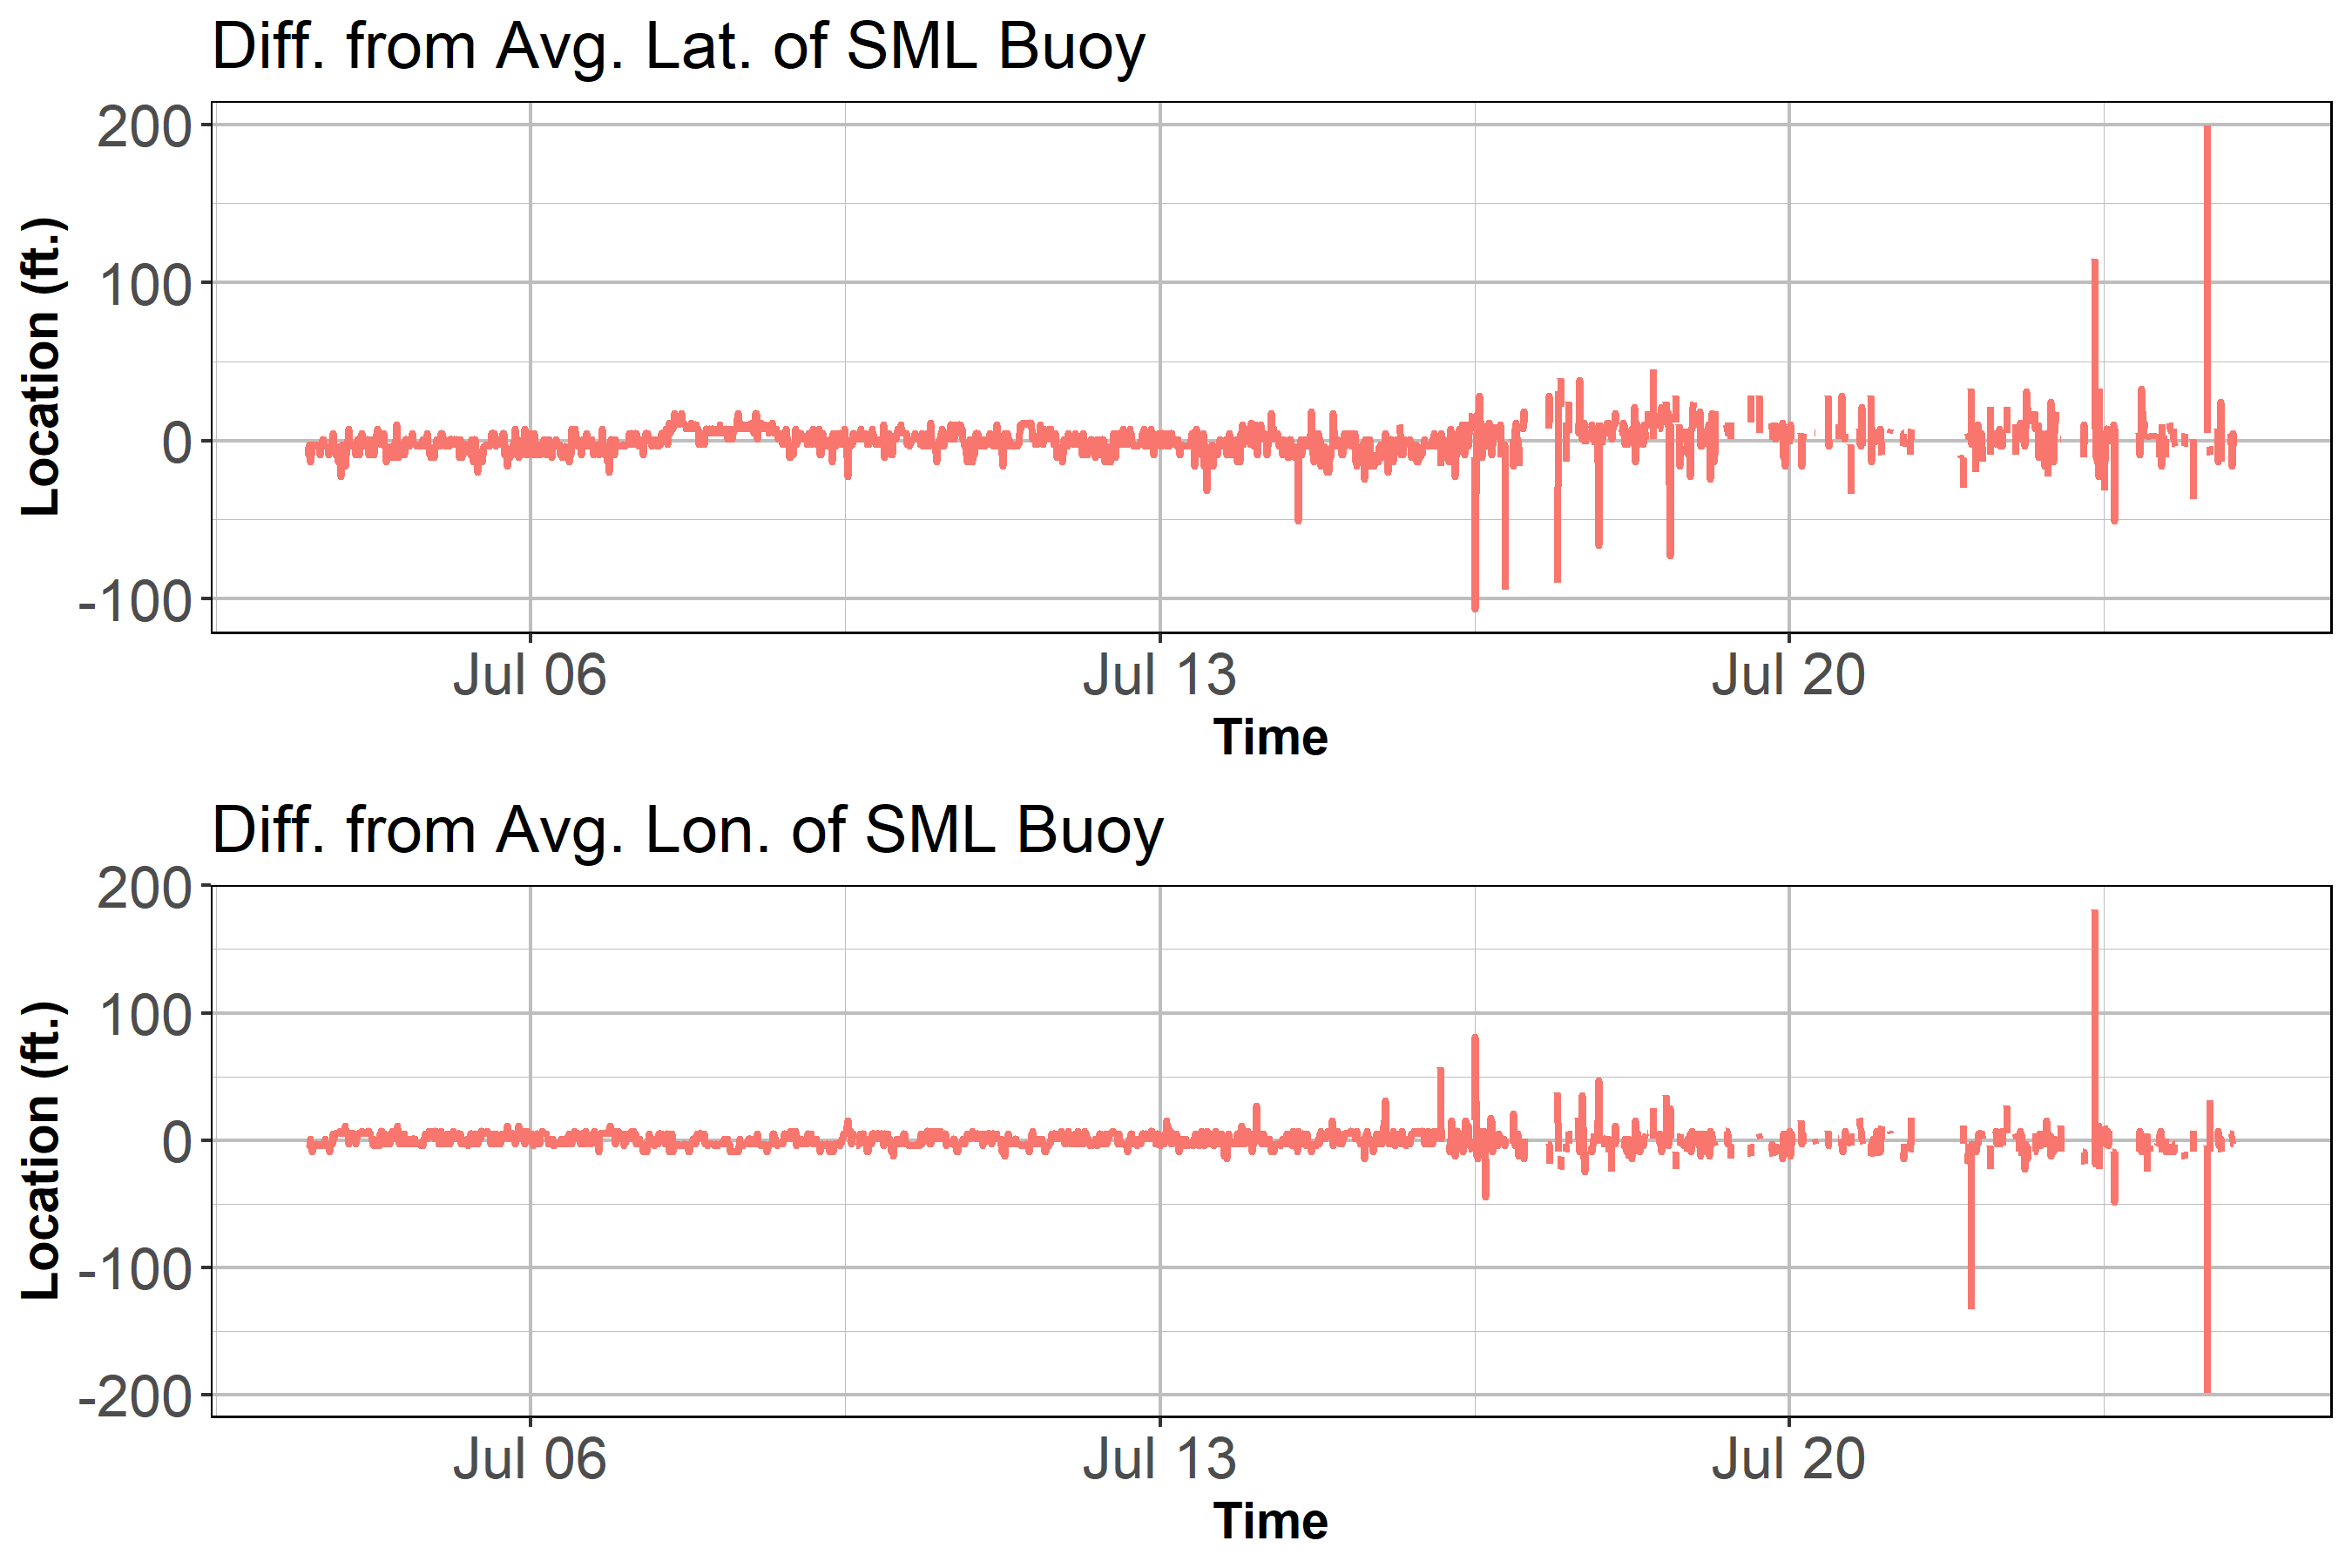 Diff. from Avg. Lat. of SML Buoy
200
100
0
-100
Location (ft.)
Jul 06 Jul 13 Jul 20
Time
Diff. from Avg. Lon. of SML Buoy
200
100
0
-100
-200
Location (ft.)
Jul 06 Jul 13 Jul 20
Time